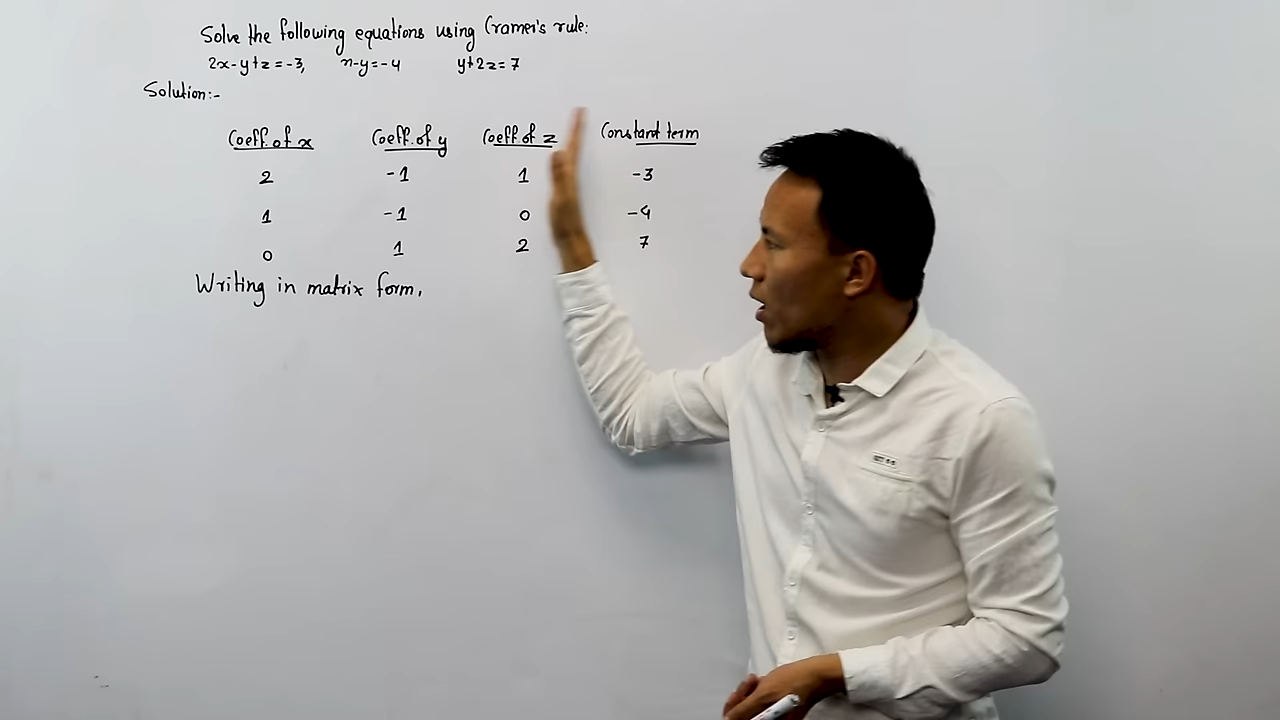 Solve the following equations using Cramer's rule:
2x-y+z=-3, x-y=-4 y+2z=7
Solution:-
Coeff. of x Coeff. of y Coeff of z Constant term
2 -1 1 -3
1 -1 0 -4
0 1 2 7
Writing in matrix form,